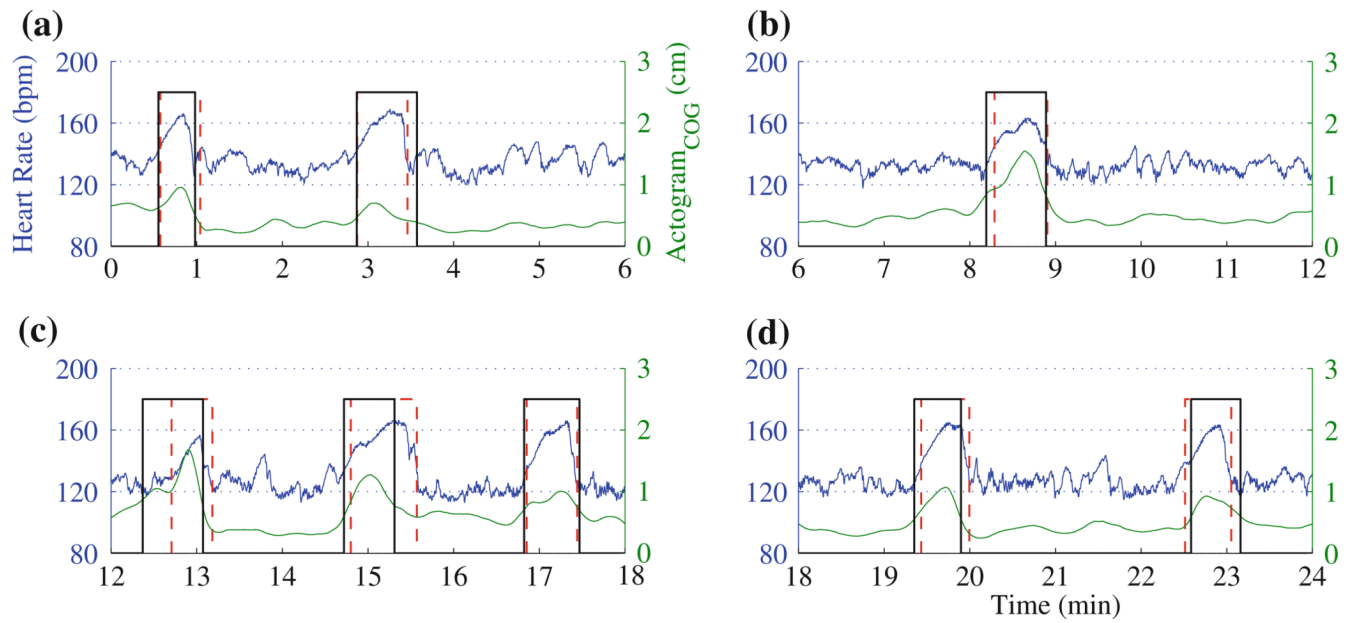 (a)
(b)
Heart Rate (bpm)
200
160
120
80
3
2
1
0
Actogram_COG (cm)
0 1 2 3 4 5 6
200
160
120
80
3
2
1
0
6 7 8 9 10 11 12
(c)
(d)
200
160
120
80
3
2
1
0
12 13 14 15 16 17 18
200
160
120
80
3
2
1
0
18 19 20 21 22 23 24
Time (min)